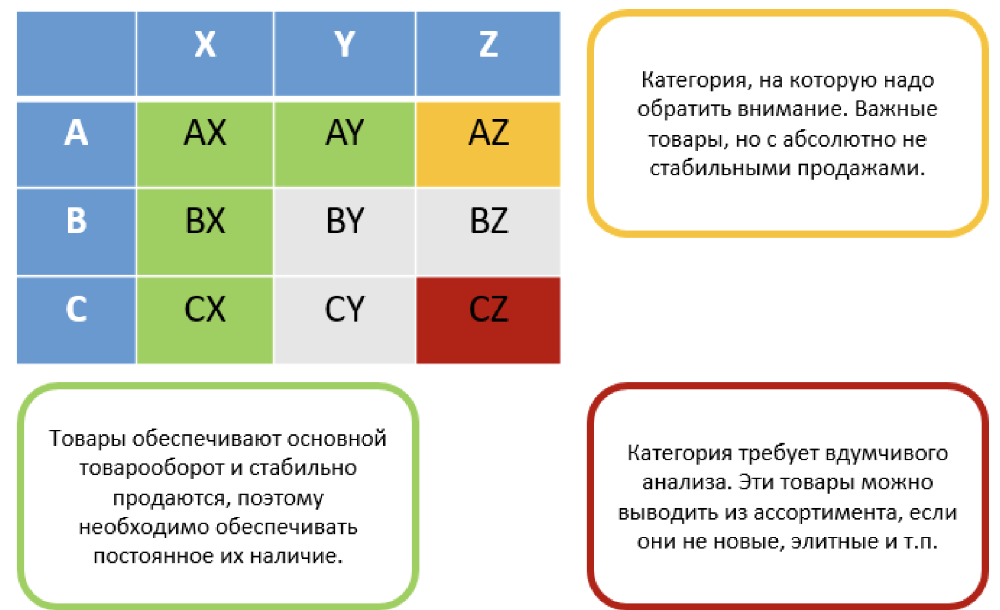 X Y Z
A AX AY AZ
B BX BY BZ
C CX CY CZ
Категория, на которую надо
обратить внимание. Важные
товары, но с абсолютно не
стабильными продажами.
Товары обеспечивают основной
товарооборот и стабильно
продаются, поэтому
необходимо обеспечивать
постоянное их наличие.
Категория требует вдумчивого
анализа. Эти товары можно
выводить из ассортимента, если
они не новые, элитные и т.п.